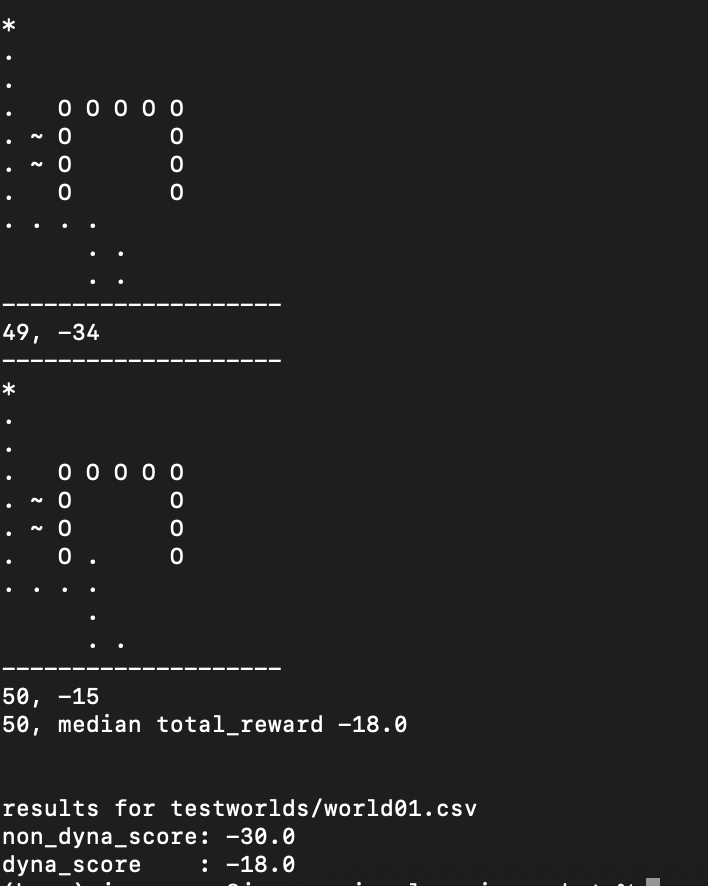 *
.
.
.   O O O O O
. ~ O       O
. ~ O       O
.   O       O
. . . .
      . .
      . .
--------------------
49, -34
--------------------
*
.
.
.   O O O O O
. ~ O       O
. ~ O       O
.   O .     O
. . . .
      .
      . .
--------------------
50, -15
50, median total_reward -18.0
results for testworlds/world01.csv
non_dyna_score: -30.0
dyna_score    : -18.0